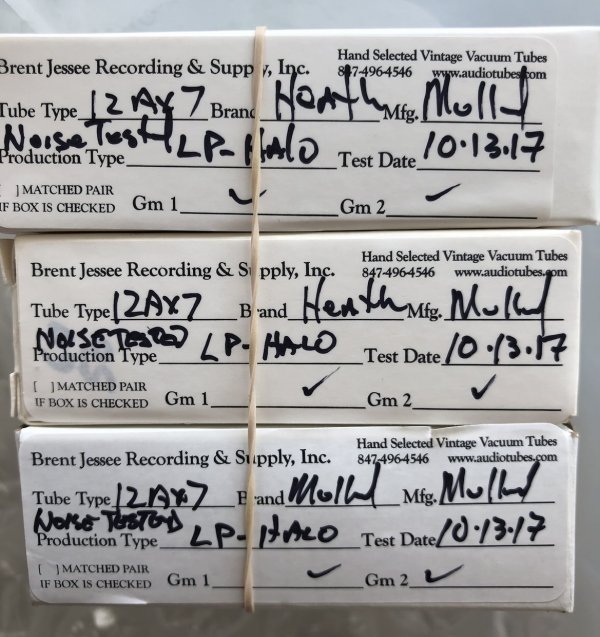 Brent Jessee Recording & Supply, Inc. Hand Selected Vintage Vacuum Tubes
847-496-4546 www.audiotubes.com
Tube Type 12AX7 Brand Heath Mfg. Mullard
Noise Tested
Production Type LP-HALO Test Date 10.13.17
[ ] MATCHED PAIR
IF BOX IS CHECKED Gm 1 ✓ Gm 2 ✓
Brent Jessee Recording & Supply, Inc. Hand Selected Vintage Vacuum Tubes
847-496-4546 www.audiotubes.com
Tube Type 12AX7 Brand Heath Mfg. Mullard
NOISE TESTED
Production Type LP-HALO Test Date 10.13.17
[ ] MATCHED PAIR
IF BOX IS CHECKED Gm 1 ✓ Gm 2 ✓
Brent Jessee Recording & Supply, Inc. Hand Selected Vintage Vacuum Tubes
847-496-4546 www.audiotubes.com
Tube Type 12AX7 Brand Mullard Mfg. Mullard
NOISE TESTED
Production Type LP-HALO Test Date 10.13.17
[ ] MATCHED PAIR
IF BOX IS CHECKED Gm 1 ✓ Gm 2 ✓